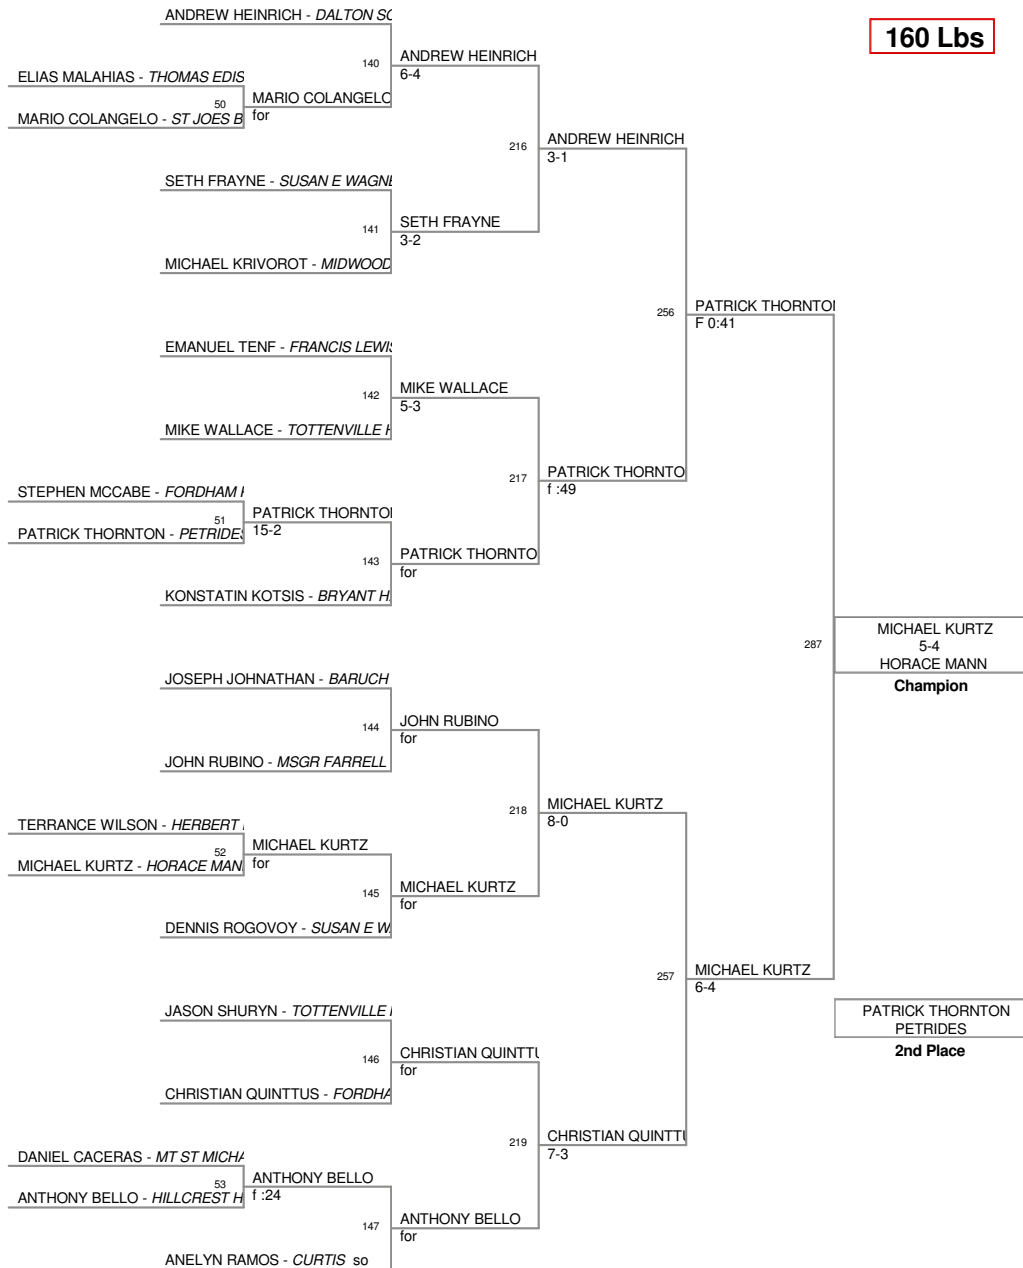 ANDREW HEINRICH - DALTON SC
160 Lbs
140
ANDREW HEINRICH
6-4
ELIAS MALAHIAS - THOMAS EDIS
50
MARIO COLANGELO
for
MARIO COLANGELO - ST JOES B
216
ANDREW HEINRICH
3-1
SETH FRAYNE - SUSAN E WAGNE
141
SETH FRAYNE
3-2
MICHAEL KRIVOROT - MIDWOOD
256
PATRICK THORNTON
F 0:41
EMANUEL TENF - FRANCIS LEWIS
142
MIKE WALLACE
5-3
MIKE WALLACE - TOTTENVILLE H
217
PATRICK THORNTO
f :49
STEPHEN MCCABE - FORDHAM
51
PATRICK THORNTON
15-2
PATRICK THORNTON - PETRIDES
143
PATRICK THORNTO
for
KONSTATIN KOTSIS - BRYANT H
287
MICHAEL KURTZ
5-4
HORACE MANN
Champion
JOSEPH JOHNATHAN - BARUCH
144
JOHN RUBINO
for
JOHN RUBINO - MSGR FARRELL
218
MICHAEL KURTZ
8-0
TERRANCE WILSON - HERBERT
52
MICHAEL KURTZ
for
MICHAEL KURTZ - HORACE MAN
145
MICHAEL KURTZ
for
DENNIS ROGOVOY - SUSAN E W
257
MICHAEL KURTZ
6-4
JASON SHURYN - TOTTENVILLE
PATRICK THORNTON
PETRIDES
2nd Place
146
CHRISTIAN QUINTTU
for
CHRISTIAN QUINTTUS - FORDHA
219
CHRISTIAN QUINTTU
7-3
DANIEL CACERAS - MT ST MICHA
53
ANTHONY BELLO
f :24
ANTHONY BELLO - HILLCREST H
147
ANTHONY BELLO
for
ANELYN RAMOS - CURTIS so